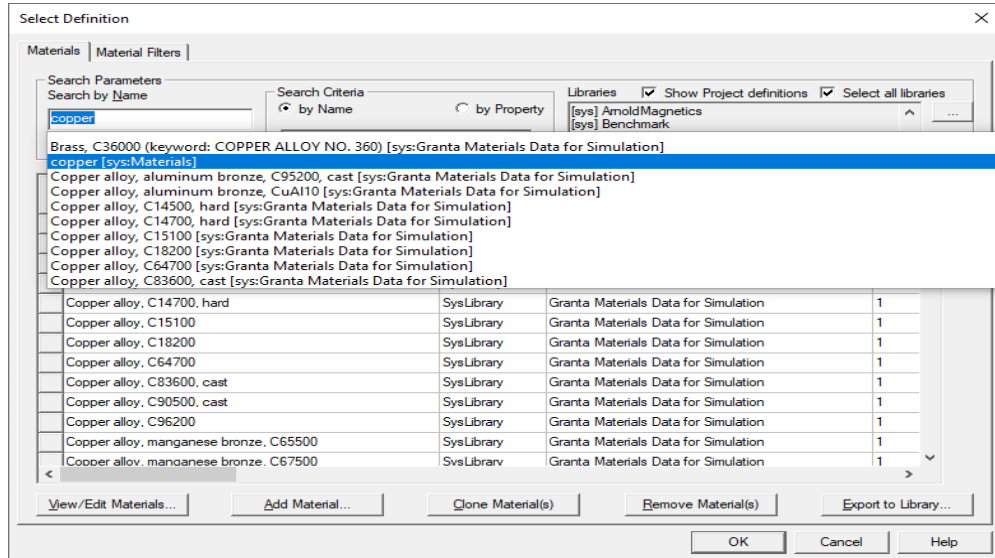 Select Definition
Materials
Material Filters
Search Parameters
Search by Name
copper
Search Criteria
by Name
by Property
Libraries
Show Project definitions
Select all libraries
[sys] ArnoldMagnetics
[sys] Benchmark
...
Brass, C36000 (keyword: COPPER ALLOY NO. 360) [sys:Granta Materials Data for Simulation]
copper [sys:Materials]
Copper alloy, aluminum bronze, C95200, cast [sys:Granta Materials Data for Simulation]
Copper alloy, aluminum bronze, CuAl10 [sys:Granta Materials Data for Simulation]
Copper alloy, C14500, hard [sys:Granta Materials Data for Simulation]
Copper alloy, C14700, hard [sys:Granta Materials Data for Simulation]
Copper alloy, C15100 [sys:Granta Materials Data for Simulation]
Copper alloy, C18200 [sys:Granta Materials Data for Simulation]
Copper alloy, C64700 [sys:Granta Materials Data for Simulation]
Copper alloy, C83600, cast [sys:Granta Materials Data for Simulation]
Copper alloy, C14700, hard SysLibrary Granta Materials Data for Simulation 1
Copper alloy, C15100 SysLibrary Granta Materials Data for Simulation 1
Copper alloy, C18200 SysLibrary Granta Materials Data for Simulation 1
Copper alloy, C64700 SysLibrary Granta Materials Data for Simulation 1
Copper alloy, C83600, cast SysLibrary Granta Materials Data for Simulation 1
Copper alloy, C90500, cast SysLibrary Granta Materials Data for Simulation 1
Copper alloy, C96200 SysLibrary Granta Materials Data for Simulation 1
Copper alloy, manganese bronze, C65500 SysLibrary Granta Materials Data for Simulation 1
Copper alloy, manganese bronze, C67500 SysLibrary Granta Materials Data for Simulation 1
View/Edit Materials...
Add Material...
Clone Material(s)
Remove Material(s)
Export to Library...
OK
Cancel
Help